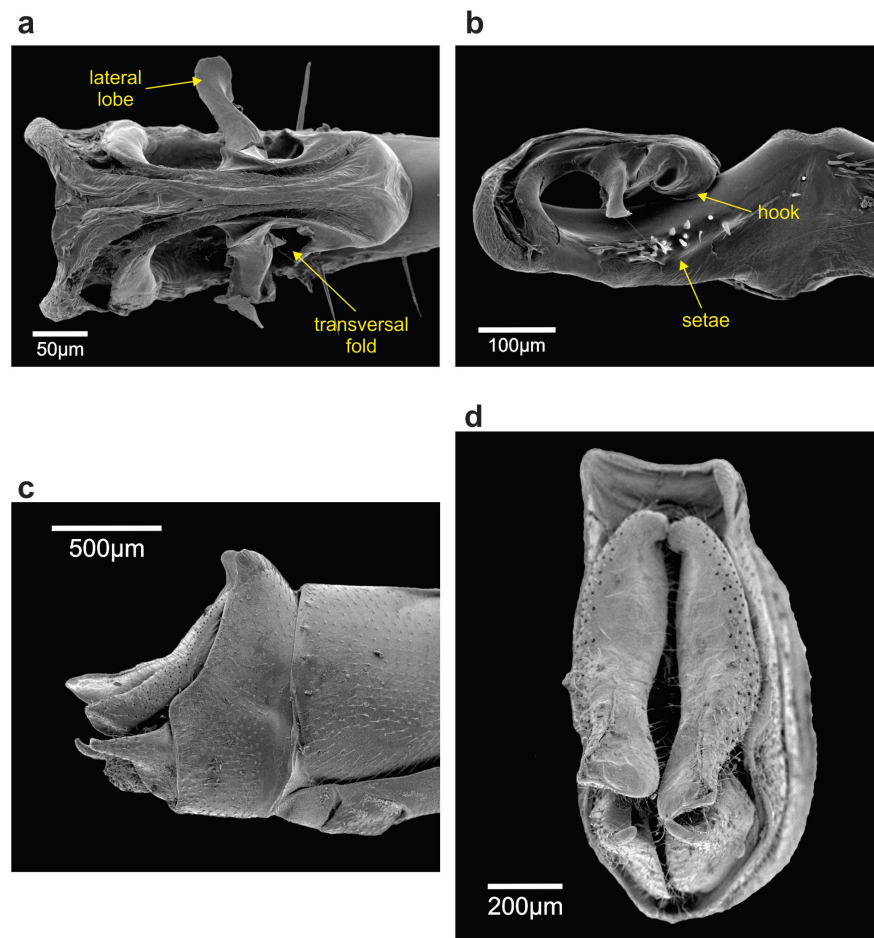 a
lateral
lobe
transversal
fold
50µm
b
hook
setae
100µm
c
500µm
d
200µm